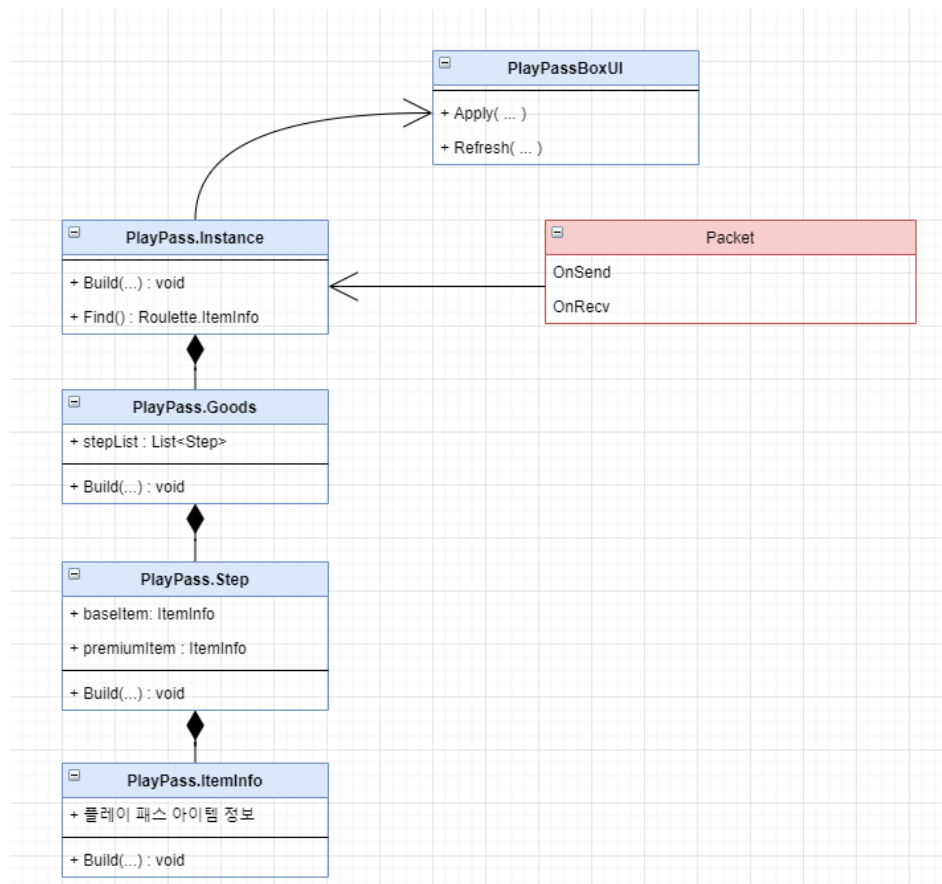 PlayPassBoxUI
+ Apply( ... )
+ Refresh( ... )
PlayPass.Instance
+ Build(...) : void
+ Find() : Roulette.ItemInfo
Packet
OnSend
OnRecv
PlayPass.Goods
+ stepList : List<Step>
+ Build(...) : void
PlayPass.Step
+ baseItem: ItemInfo
+ premiumItem : ItemInfo
+ Build(...) : void
PlayPass.ItemInfo
+ 플레이 패스 아이템 정보
+ Build(...) : void